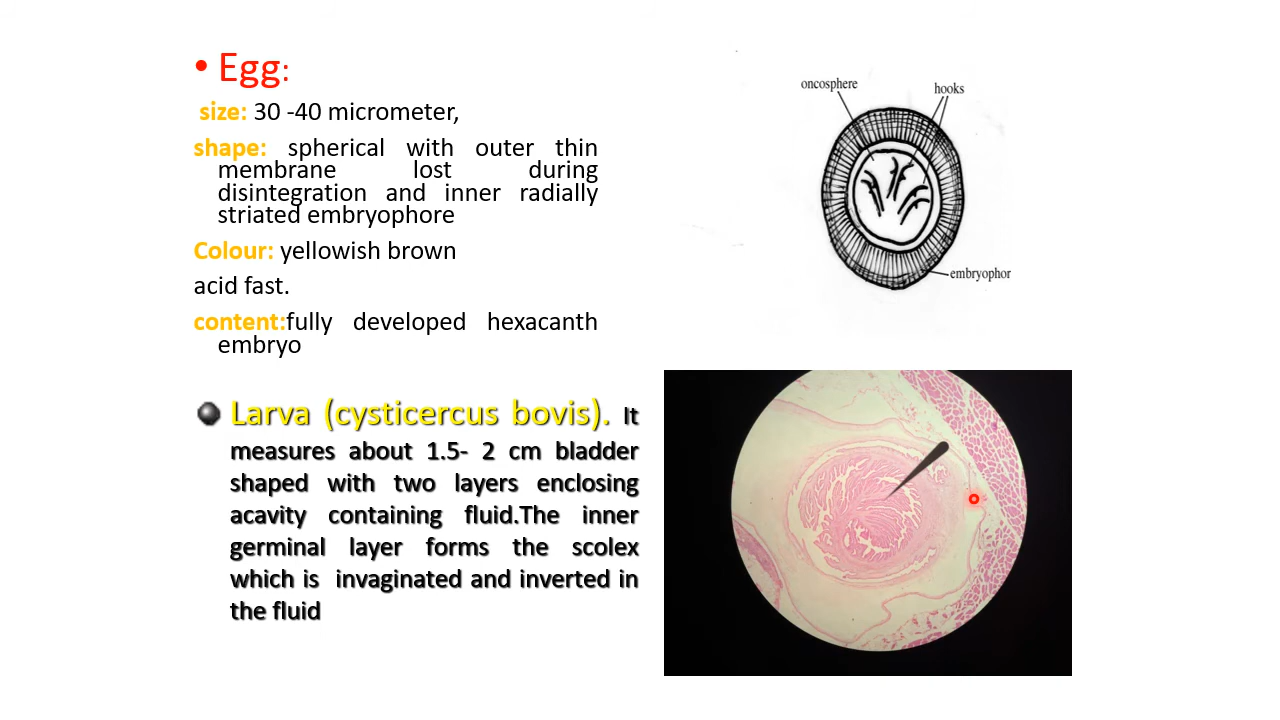 • Egg:
size: 30 -40 micrometer,
shape: spherical with outer thin
membrane lost during
disintegration and inner radially
striated embryophore
Colour: yellowish brown
acid fast.
content:fully developed hexacanth
embryo
Larva (cysticercus bovis). It
measures about 1.5- 2 cm bladder
shaped with two layers enclosing
acavity containing fluid.The inner
germinal layer forms the scolex
which is invaginated and inverted in
the fluid
oncosphere
hooks
embryophor